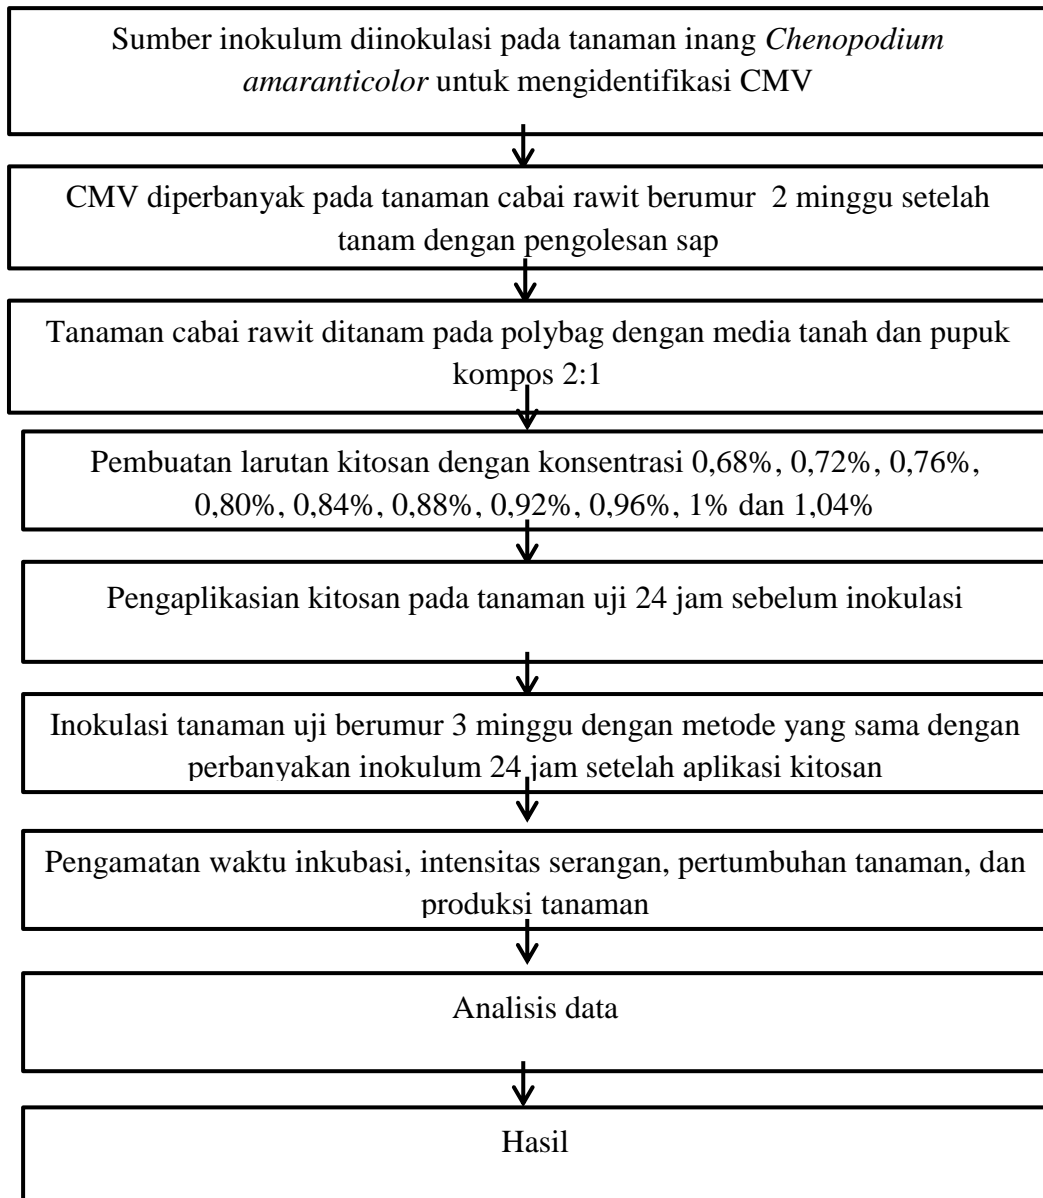 Sumber inokulum diinokulasi pada tanaman inang Chenopodium
amaranticolor untuk mengidentifikasi CMV
CMV diperbanyak pada tanaman cabai rawit berumur 2 minggu setelah
tanam dengan pengolesan sap
Tanaman cabai rawit ditanam pada polybag dengan media tanah dan pupuk
kompos 2:1
Pembuatan larutan kitosan dengan konsentrasi 0,68%, 0,72%, 0,76%,
0,80%, 0,84%, 0,88%, 0,92%, 0,96%, 1% dan 1,04%
Pengaplikasian kitosan pada tanaman uji 24 jam sebelum inokulasi
Inokulasi tanaman uji berumur 3 minggu dengan metode yang sama dengan
perbanyakan inokulum 24 jam setelah aplikasi kitosan
Pengamatan waktu inkubasi, intensitas serangan, pertumbuhan tanaman, dan
produksi tanaman
Analisis data
Hasil